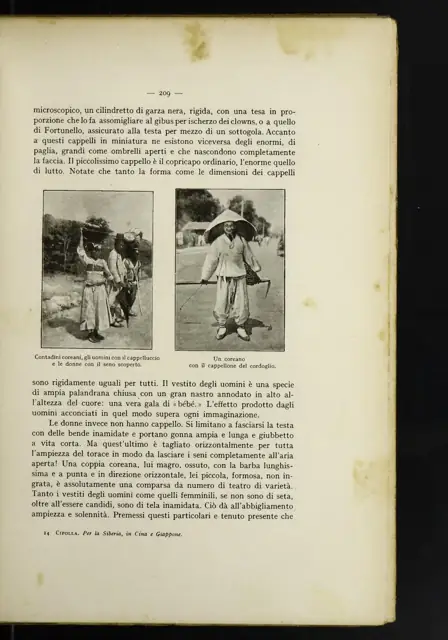 — 209 —
microscopico, un cilindretto di garza nera, rigida, con una tesa in pro-
porzione che lo fa assomigliare al gibus per ischerzo dei clowns, o a quello
di Fortunello, assicurato alla testa per mezzo di un sottogola. Accanto
a questi cappelli in miniatura ne esistono viceversa degli enormi, di
paglia, grandi come ombrelli aperti e che nascondono completamente
la faccia. Il piccolissimo cappello è il copricapo ordinario, l'enorme quello
di lutto. Notate che tanto la forma come le dimensioni dei cappelli
Contadini coreani, gli uomini con il cappelluccio
e le donne con il seno scoperto.
Un coreano
con il cappellone del cordoglio.
sono rigidamente uguali per tutti. Il vestito degli uomini è una specie
di ampia palandrana chiusa con un gran nastro annodato in alto al-
l'altezza del cuore: una vera gala di «bébé.» L'effetto prodotto dagli
uomini acconciati in quel modo supera ogni immaginazione.
Le donne invece non hanno cappello. Si limitano a fasciarsi la testa
con delle bende inamidate e portano gonna ampia e lunga e giubbetto
a vita corta. Ma quest'ultimo è tagliato orizzontalmente per tutta
l'ampiezza del torace in modo da lasciare i seni completamente all'aria
aperta! Una coppia coreana, lui magro, ossuto, con la barba lunghis-
sima e a punta e in direzione orizzontale, lei piccola, formosa, non in-
grata, è assolutamente una comparsa da numero di teatro di varietà.
Tanto i vestiti degli uomini come quelli femminili, se non sono di seta,
oltre all'essere candidi, sono di tela inamidata. Ciò dà all'abbigliamento
ampiezza e solennità. Premessi questi particolari e tenuto presente che
14 CIPOLLA. Per la Siberia, in Cina e Giappone.